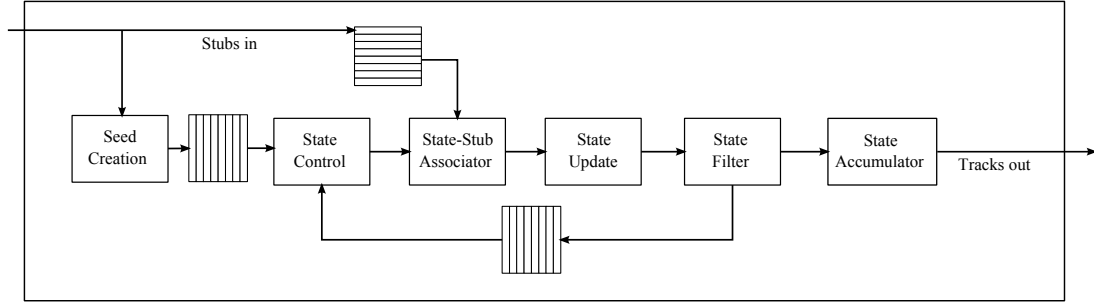 Stubs in
Seed
Creation
State
Control
State-Stub
Associator
State
Update
State
Filter
State
Accumulator
Tracks out